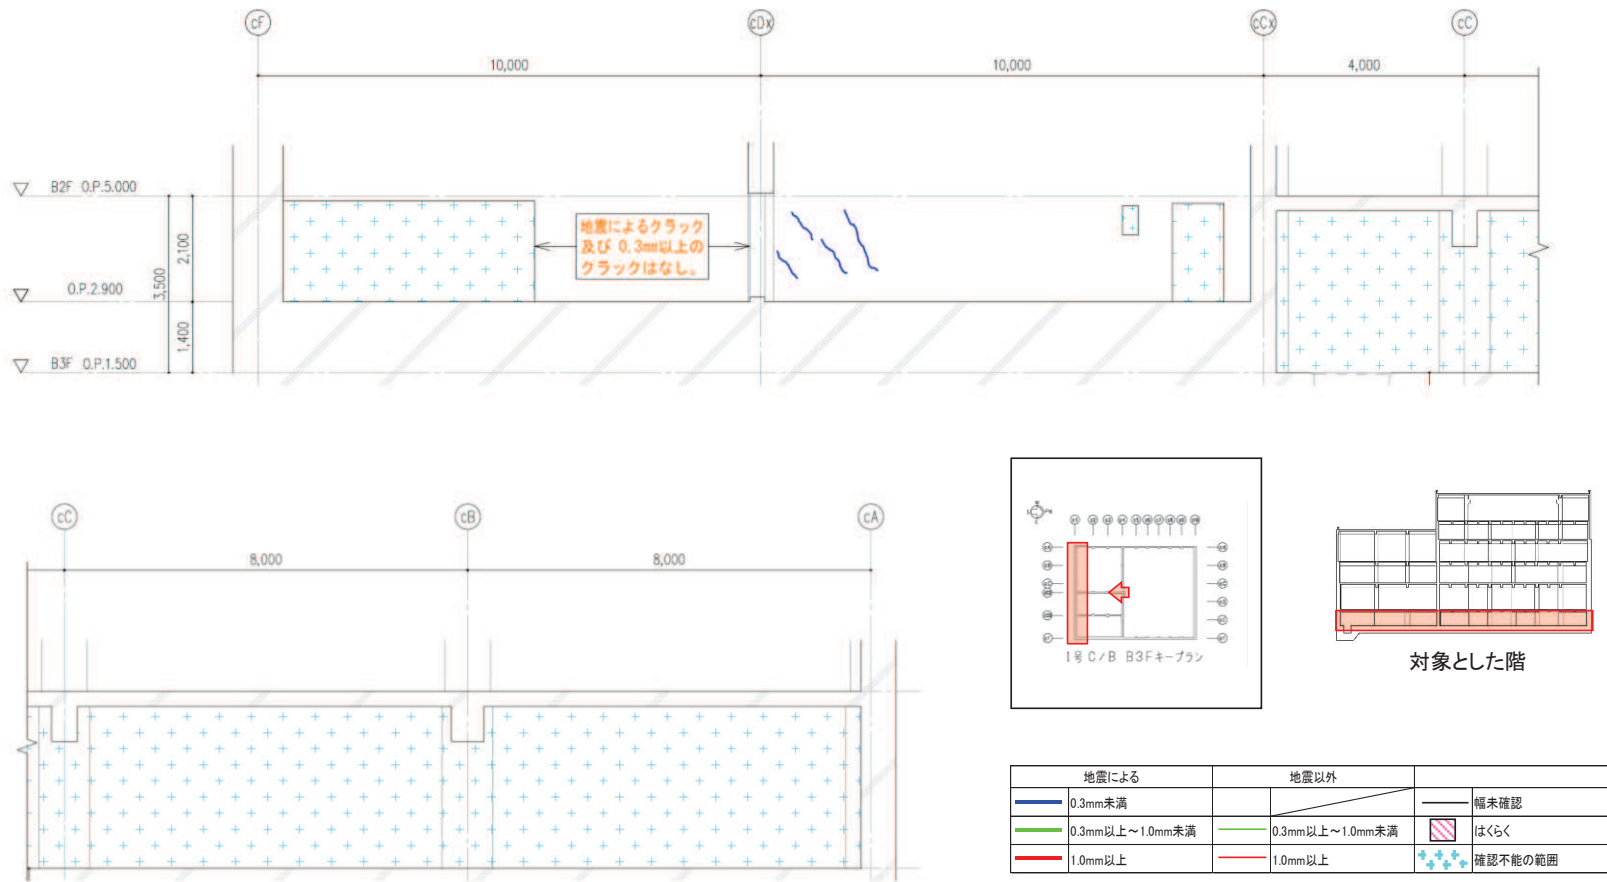 cF
cDx
cCx
cC
10,000
10,000
4,000
B2F O.P.5.000
O.P.2.900
B3F O.P.1.500
3,500
2,100
1,400
地震によるクラック
及び 0.3mm以上の
クラックはなし。
cC
cB
cA
8,000
8,000
1号 C/B B3Fキープラン
対象とした階
地震による 地震以外
0.3mm未満 幅未確認
0.3mm以上～1.0mm未満 0.3mm以上～1.0mm未満 はくらく
1.0mm以上 1.0mm以上 確認不能の範囲